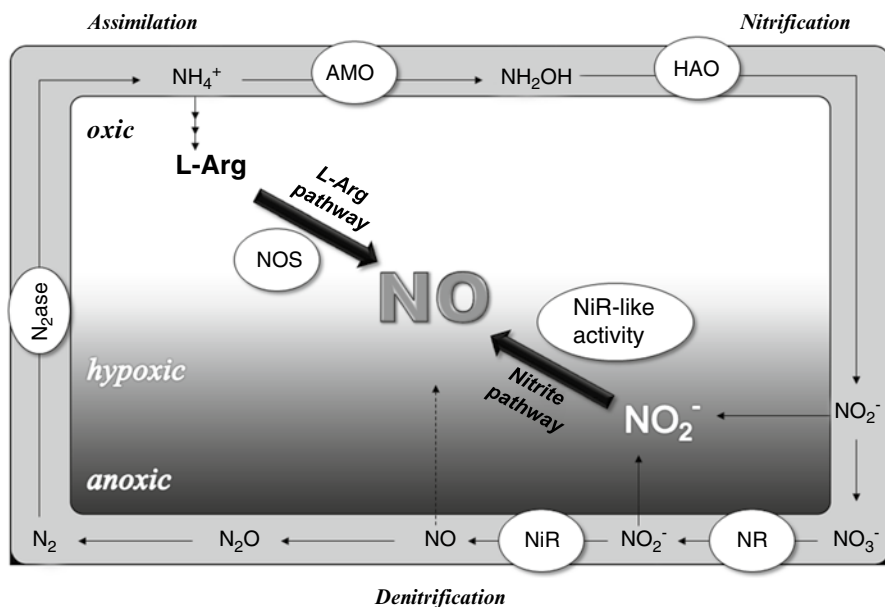 Assimilation
Nitrification
NH₄⁺
AMO
NH₂OH
HAO
oxic
L-Arg
L-Arg
pathway
NOS
NO
N₂ase
NiR-like
activity
hypoxic
Nitrite
pathway
NO₂⁻
NO₂⁻
anoxic
N₂
N₂O
NO
NiR
NO₂⁻
NR
NO₃⁻
Denitrification